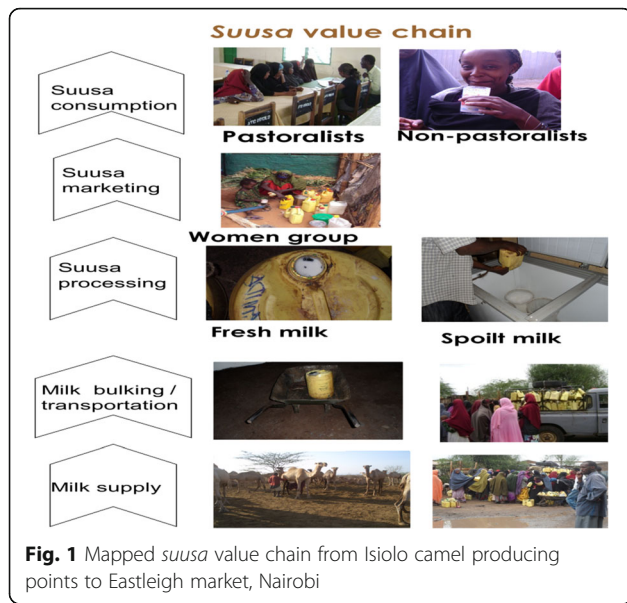 Suusa value chain
Suusa
consumption
Pastoralists
Non-pastoralists
Suusa
marketing
Women group
Suusa
processing
Fresh milk
Spoilt milk
Milk bulking /
transportation
Milk supply
Fig. 1 Mapped suusa value chain from Isiolo camel producing
points to Eastleigh market, Nairobi